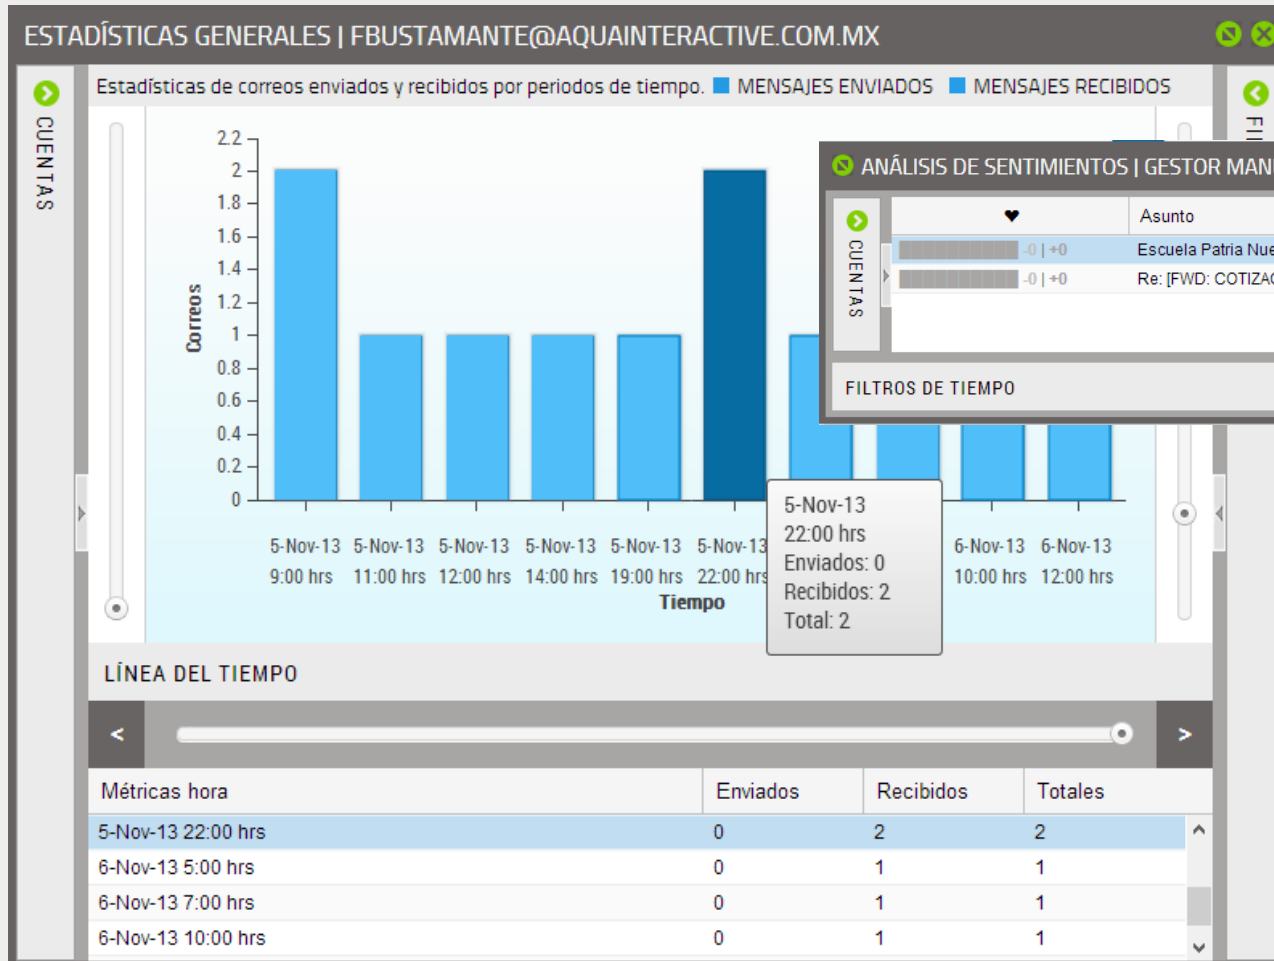 ESTADÍSTICAS GENERALES | FBUSTAMANTE@AQUAINTERACTIVE.COM.MX
CUENTAS
Estadísticas de correos enviados y recibidos por periodos de tiempo. MENSAJES ENVIADOS MENSAJES RECIBIDOS
2.2
2
1.8
1.6
1.4
1.2
1
0.8
0.6
0.4
0.2
0
Correos
5-Nov-13 5-Nov-13 5-Nov-13 5-Nov-13 5-Nov-13 5-Nov-13 6-Nov-13 6-Nov-13
9:00 hrs 11:00 hrs 12:00 hrs 14:00 hrs 19:00 hrs 22:00 hrs 10:00 hrs 12:00 hrs
Tiempo
5-Nov-13
22:00 hrs
Enviados: 0
Recibidos: 2
Total: 2
ANÁLISIS DE SENTIMIENTOS | GESTOR
CUENTAS
♥ Asunto
-0 | +0 Escuela Patria
-0 | +0 Re: [FWD:
FILTROS DE TIEMPO
LÍNEA DEL TIEMPO
< >
Métricas hora Enviados Recibidos Totales
5-Nov-13 22:00 hrs 0 2 2
6-Nov-13 5:00 hrs 0 1 1
6-Nov-13 7:00 hrs 0 1 1
6-Nov-13 10:00 hrs 0 1 1